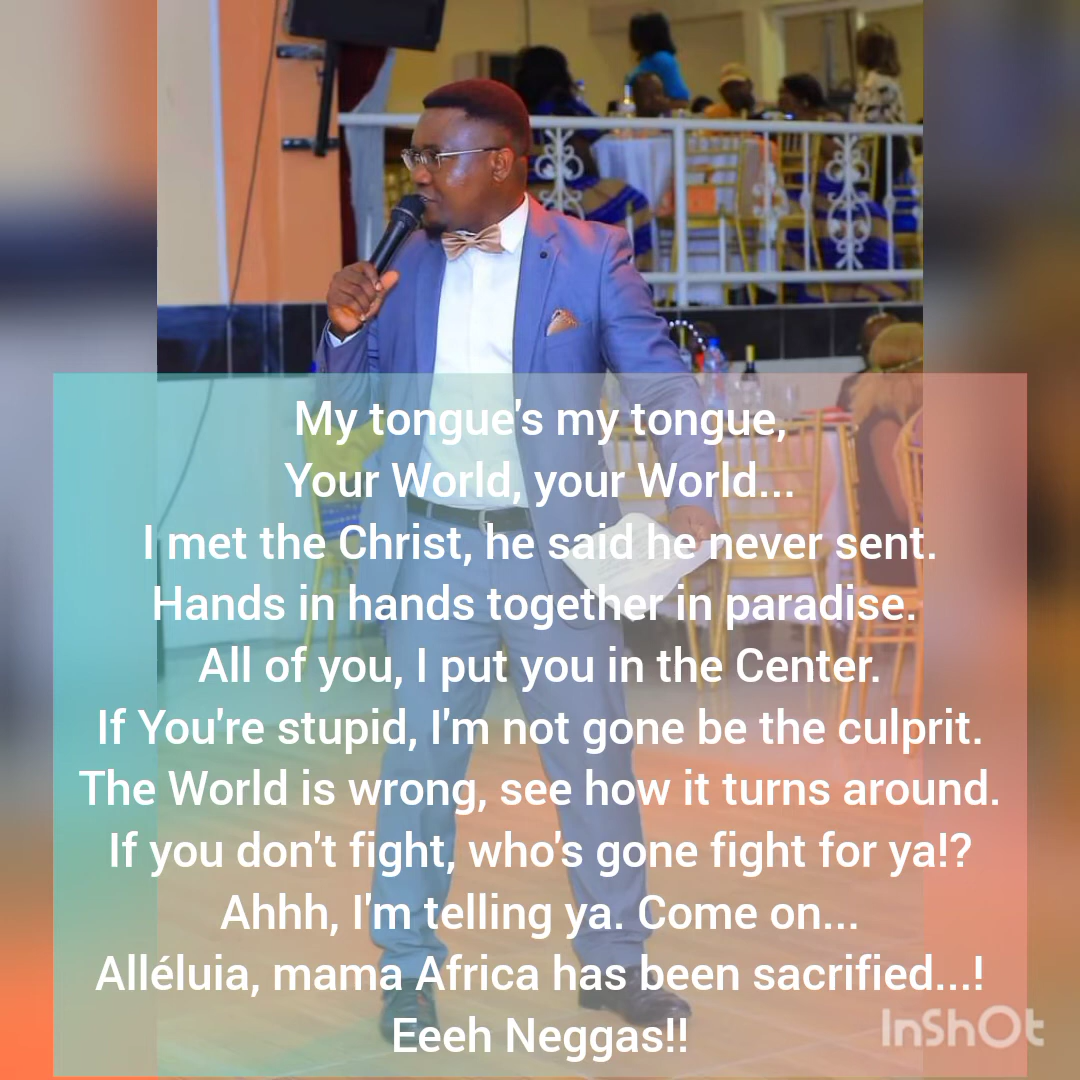 My tongue's my tongue,
Your World, your World...
I met the Christ, he said he never sent.
Hands in hands together in paradise.
All of you, I put you in the Center.
If You're stupid, I'm not gone be the culprit.
The World is wrong, see how it turns around.
If you don't fight, who's gone fight for ya!?
Ahhh, I'm telling ya. Come on...
Alléluia, mama Africa has been sacrified...!
Eeeh Neggas!!
InShOt